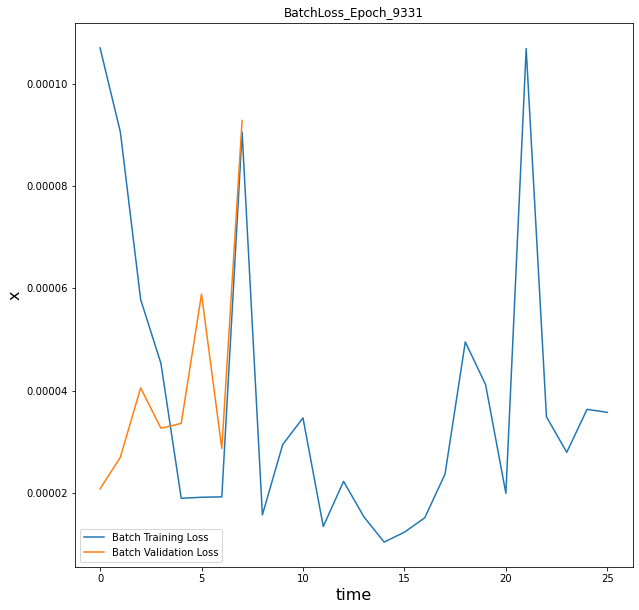 BatchLoss_Epoch_9331
0.00010
0.00008
0.00006
0.00004
0.00002
x
Batch Training Loss
Batch Validation Loss
0 5 10 15 20 25
time